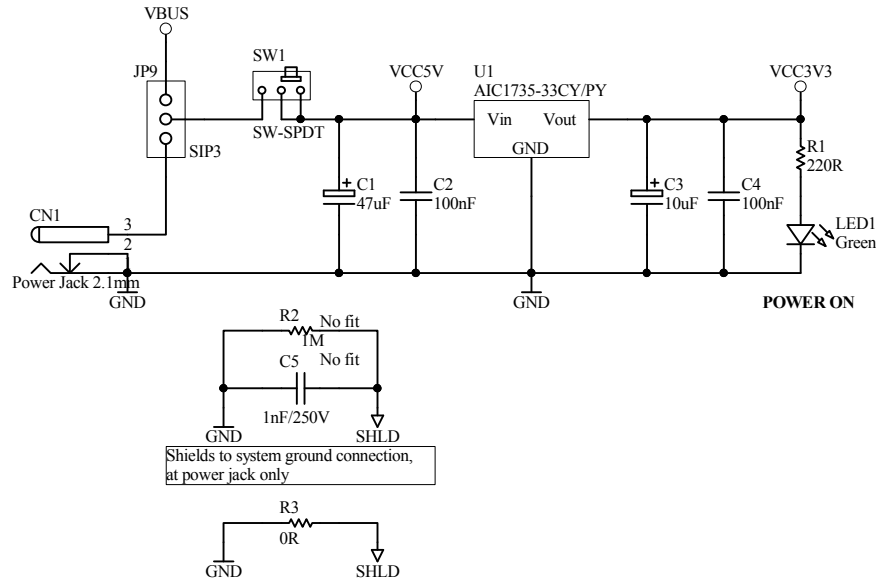 VBUS
JP9
SIP3
SW1
SW-SPDT
VCC5V
U1
AIC1735-33CY/PY
Vin
Vout
GND
VCC3V3
R1
220R
C1
47uF
C2
100nF
C3
10uF
C4
100nF
LED1
Green
CN1
3
2
Power Jack 2.1mm
GND
GND
POWER ON
R2
No fit
1M
C5
No fit
1nF/250V
GND
SHLD
Shields to system ground connection,
at power jack only
R3
0R
GND
SHLD
+
+